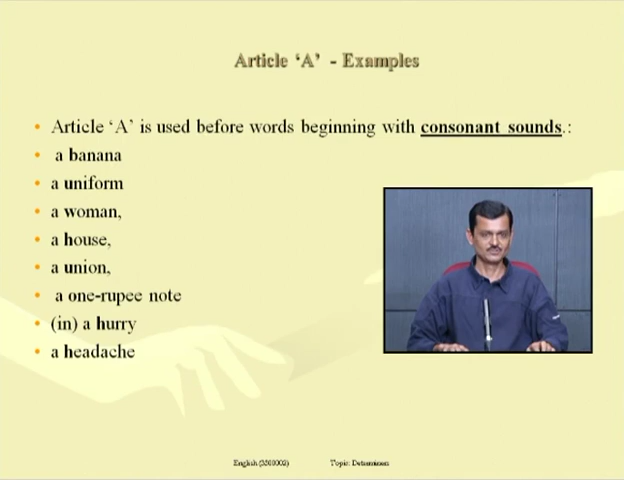 Article ‘A’ - Examples
Article ‘A’ is used before words beginning with consonant sounds.:
a banana
a uniform
a woman,
a house,
a union,
a one-rupee note
(in) a hurry
a headache
English Topic: Determiners